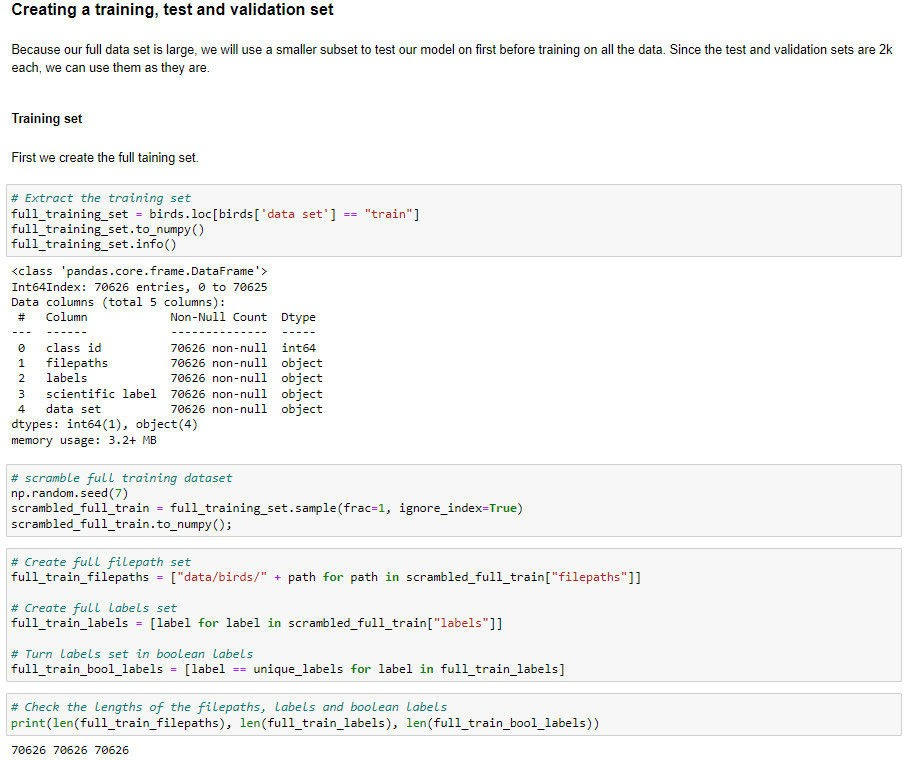 Creating a training, test and validation set
Because our full data set is large, we will use a smaller subset to test our model on first before training on all the data. Since the test and validation sets are 2k
each, we can use them as they are.
Training set
First we create the full taining set.
# Extract the training set
full_training_set = birds.loc[birds['data set'] == "train"]
full_training_set.to_numpy()
full_training_set.info()
<class 'pandas.core.frame.DataFrame'>
Int64Index: 70626 entries, 0 to 70625
Data columns (total 5 columns):
 #   Column            Non-Null Count  Dtype
---  ------            --------------  -----
 0   class id          70626 non-null  int64
 1   filepaths         70626 non-null  object
 2   labels            70626 non-null  object
 3   scientific label  70626 non-null  object
 4   data set          70626 non-null  object
dtypes: int64(1), object(4)
memory usage: 3.2+ MB
# scramble full training dataset
np.random.seed(7)
scrambled_full_train = full_training_set.sample(frac=1, ignore_index=True)
scrambled_full_train.to_numpy();
# Create full filepath set
full_train_filepaths = ["data/birds/" + path for path in scrambled_full_train["filepaths"]]
# Create full labels set
full_train_labels = [label for label in scrambled_full_train["labels"]]
# Turn labels set in boolean labels
full_train_bool_labels = [label == unique_labels for label in full_train_labels]
# Check the lengths of the filepaths, labels and boolean labels
print(len(full_train_filepaths), len(full_train_labels), len(full_train_bool_labels))
70626 70626 70626